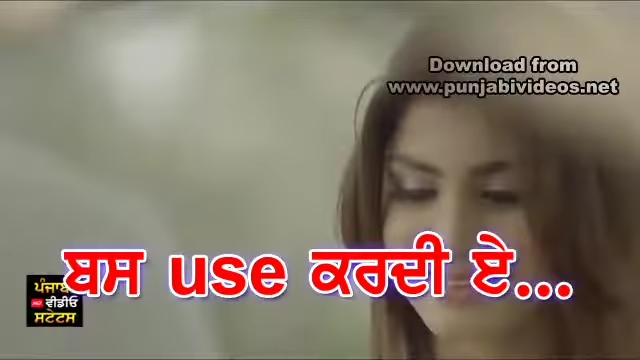 Download from
www.punjabivideos.net
ਬਸ use ਕਰਦੀ ਏ...
ਪੰਜਾਬੀ
HD ਵੀਡੀਓ
ਸਟੇਟਸ